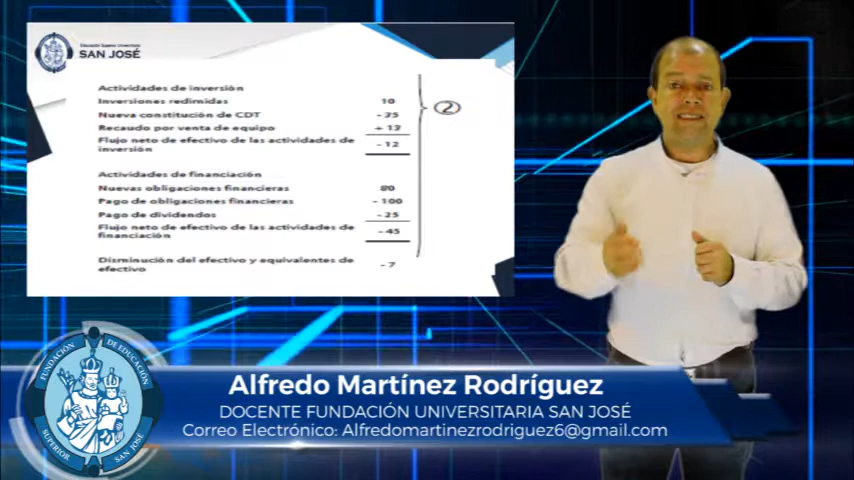 Educación Superior Universitaria
SAN JOSÉ
Actividades de inversión
Inversiones redimidas 10
Nueva constitución de CDT - 35
Recaudo por venta de equipo + 13
Flujo neto de efectivo de las actividades de - 12
inversión
2
Actividades de financiación
Nuevas obligaciones financieras 80
Pago de obligaciones financieras - 100
Pago de dividendos - 25
Flujo neto de efectivo de las actividades de - 45
financiación
Disminución del efectivo y equivalentes de - 7
efectivo
FUNDACIÓN DE EDUCACIÓN
SUPERIOR SAN JOSÉ
Alfredo Martínez Rodríguez
DOCENTE FUNDACIÓN UNIVERSITARIA SAN JOSÉ
Correo Electrónico: Alfredomartinezrodriguez6@gmail.com